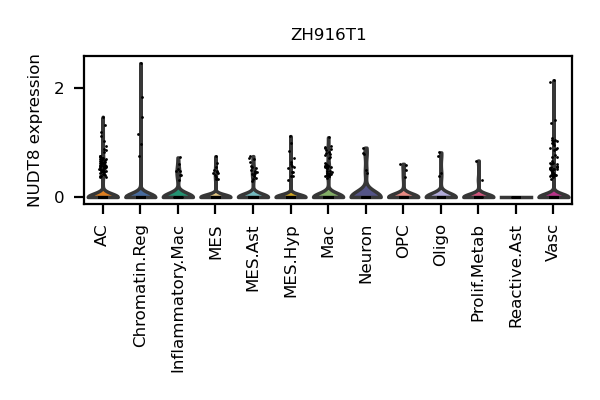 ZH916T1
NUDT8 expression
2
0
AC
Chromatin.Reg
Inflammatory.Mac
MES
MES.Ast
MES.Hyp
Mac
Neuron
OPC
Oligo
Prolif.Metab
Reactive.Ast
Vasc